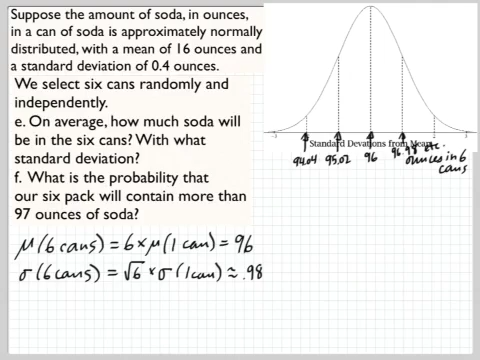 Suppose the amount of soda, in ounces,
in a can of soda is approximately normally
distributed, with a mean of 16 ounces and
a standard deviation of 0.4 ounces.
We select six cans randomly and
independently.
e. On average, how much soda will
be in the six cans? With what
standard deviation?
f. What is the probability that
our six pack will contain more than
97 ounces of soda?
μ(6 cans) = 6 × μ(1 can) = 96
σ(6 cans) = √6 × σ(1 can) ≈ .98
Standard Devations from Mean
94.04 95.02 96 96.98 etc.
ounces in 6
cans